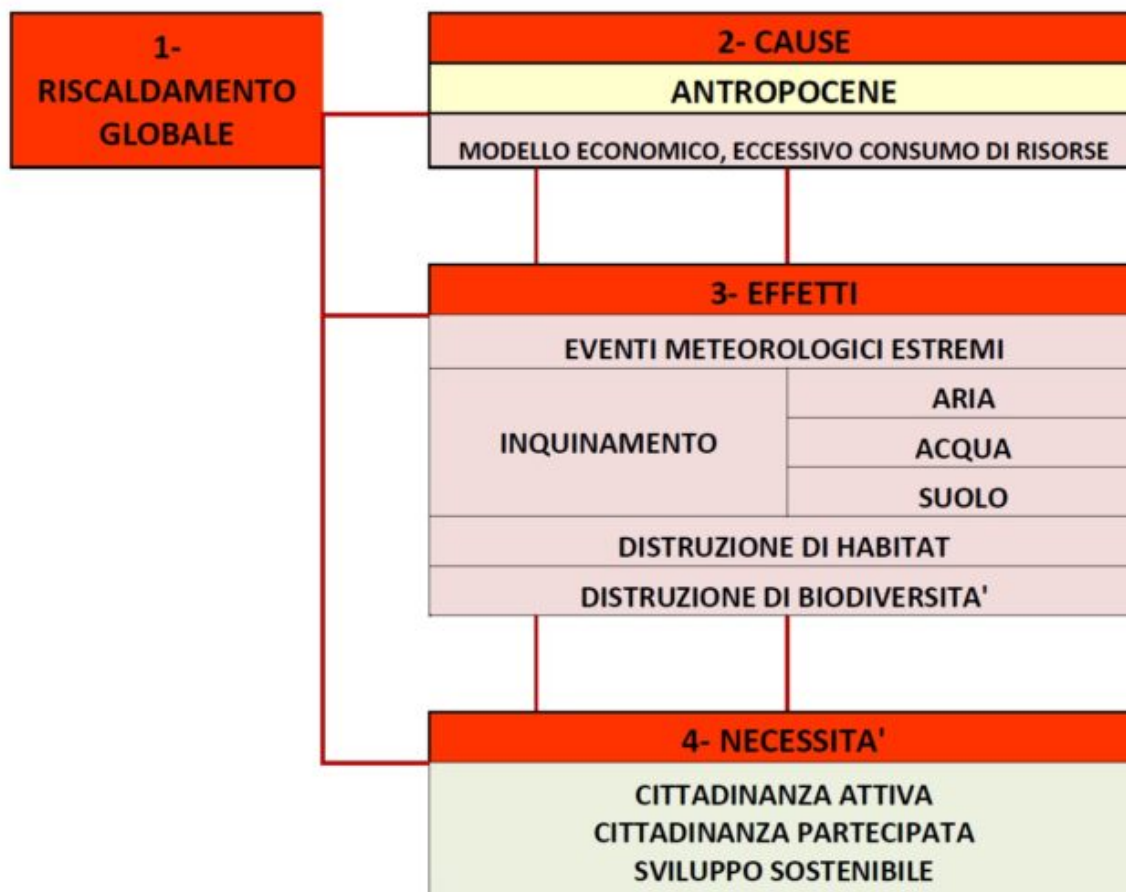 1-
RISCALDAMENTO
GLOBALE
2- CAUSE
ANTROPOCENE
MODELLO ECONOMICO, ECCESSIVO CONSUMO DI RISORSE
3- EFFETTI
EVENTI METEOROLOGICI ESTREMI
INQUINAMENTO
ARIA
ACQUA
SUOLO
DISTRUZIONE DI HABITAT
DISTRUZIONE DI BIODIVERSITA'
4- NECESSITA'
CITTADINANZA ATTIVA
CITTADINANZA PARTECIPATA
SVILUPPO SOSTENIBILE